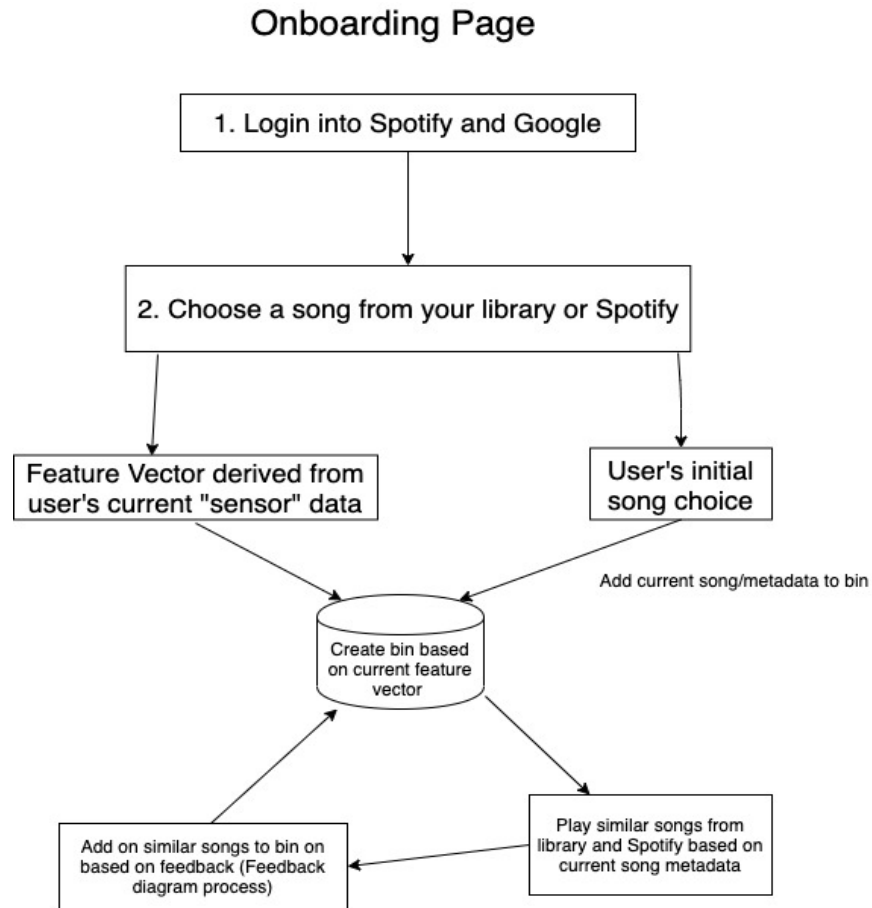 Onboarding Page
1. Login into Spotify and Google
2. Choose a song from your library or Spotify
Feature Vector derived from
user's current "sensor" data
User's initial
song choice
Add current song/metadata to bin
Create bin based
on current feature
vector
Play similar songs from
library and Spotify based on
current song metadata
Add on similar songs to bin on
based on feedback (Feedback
diagram process)